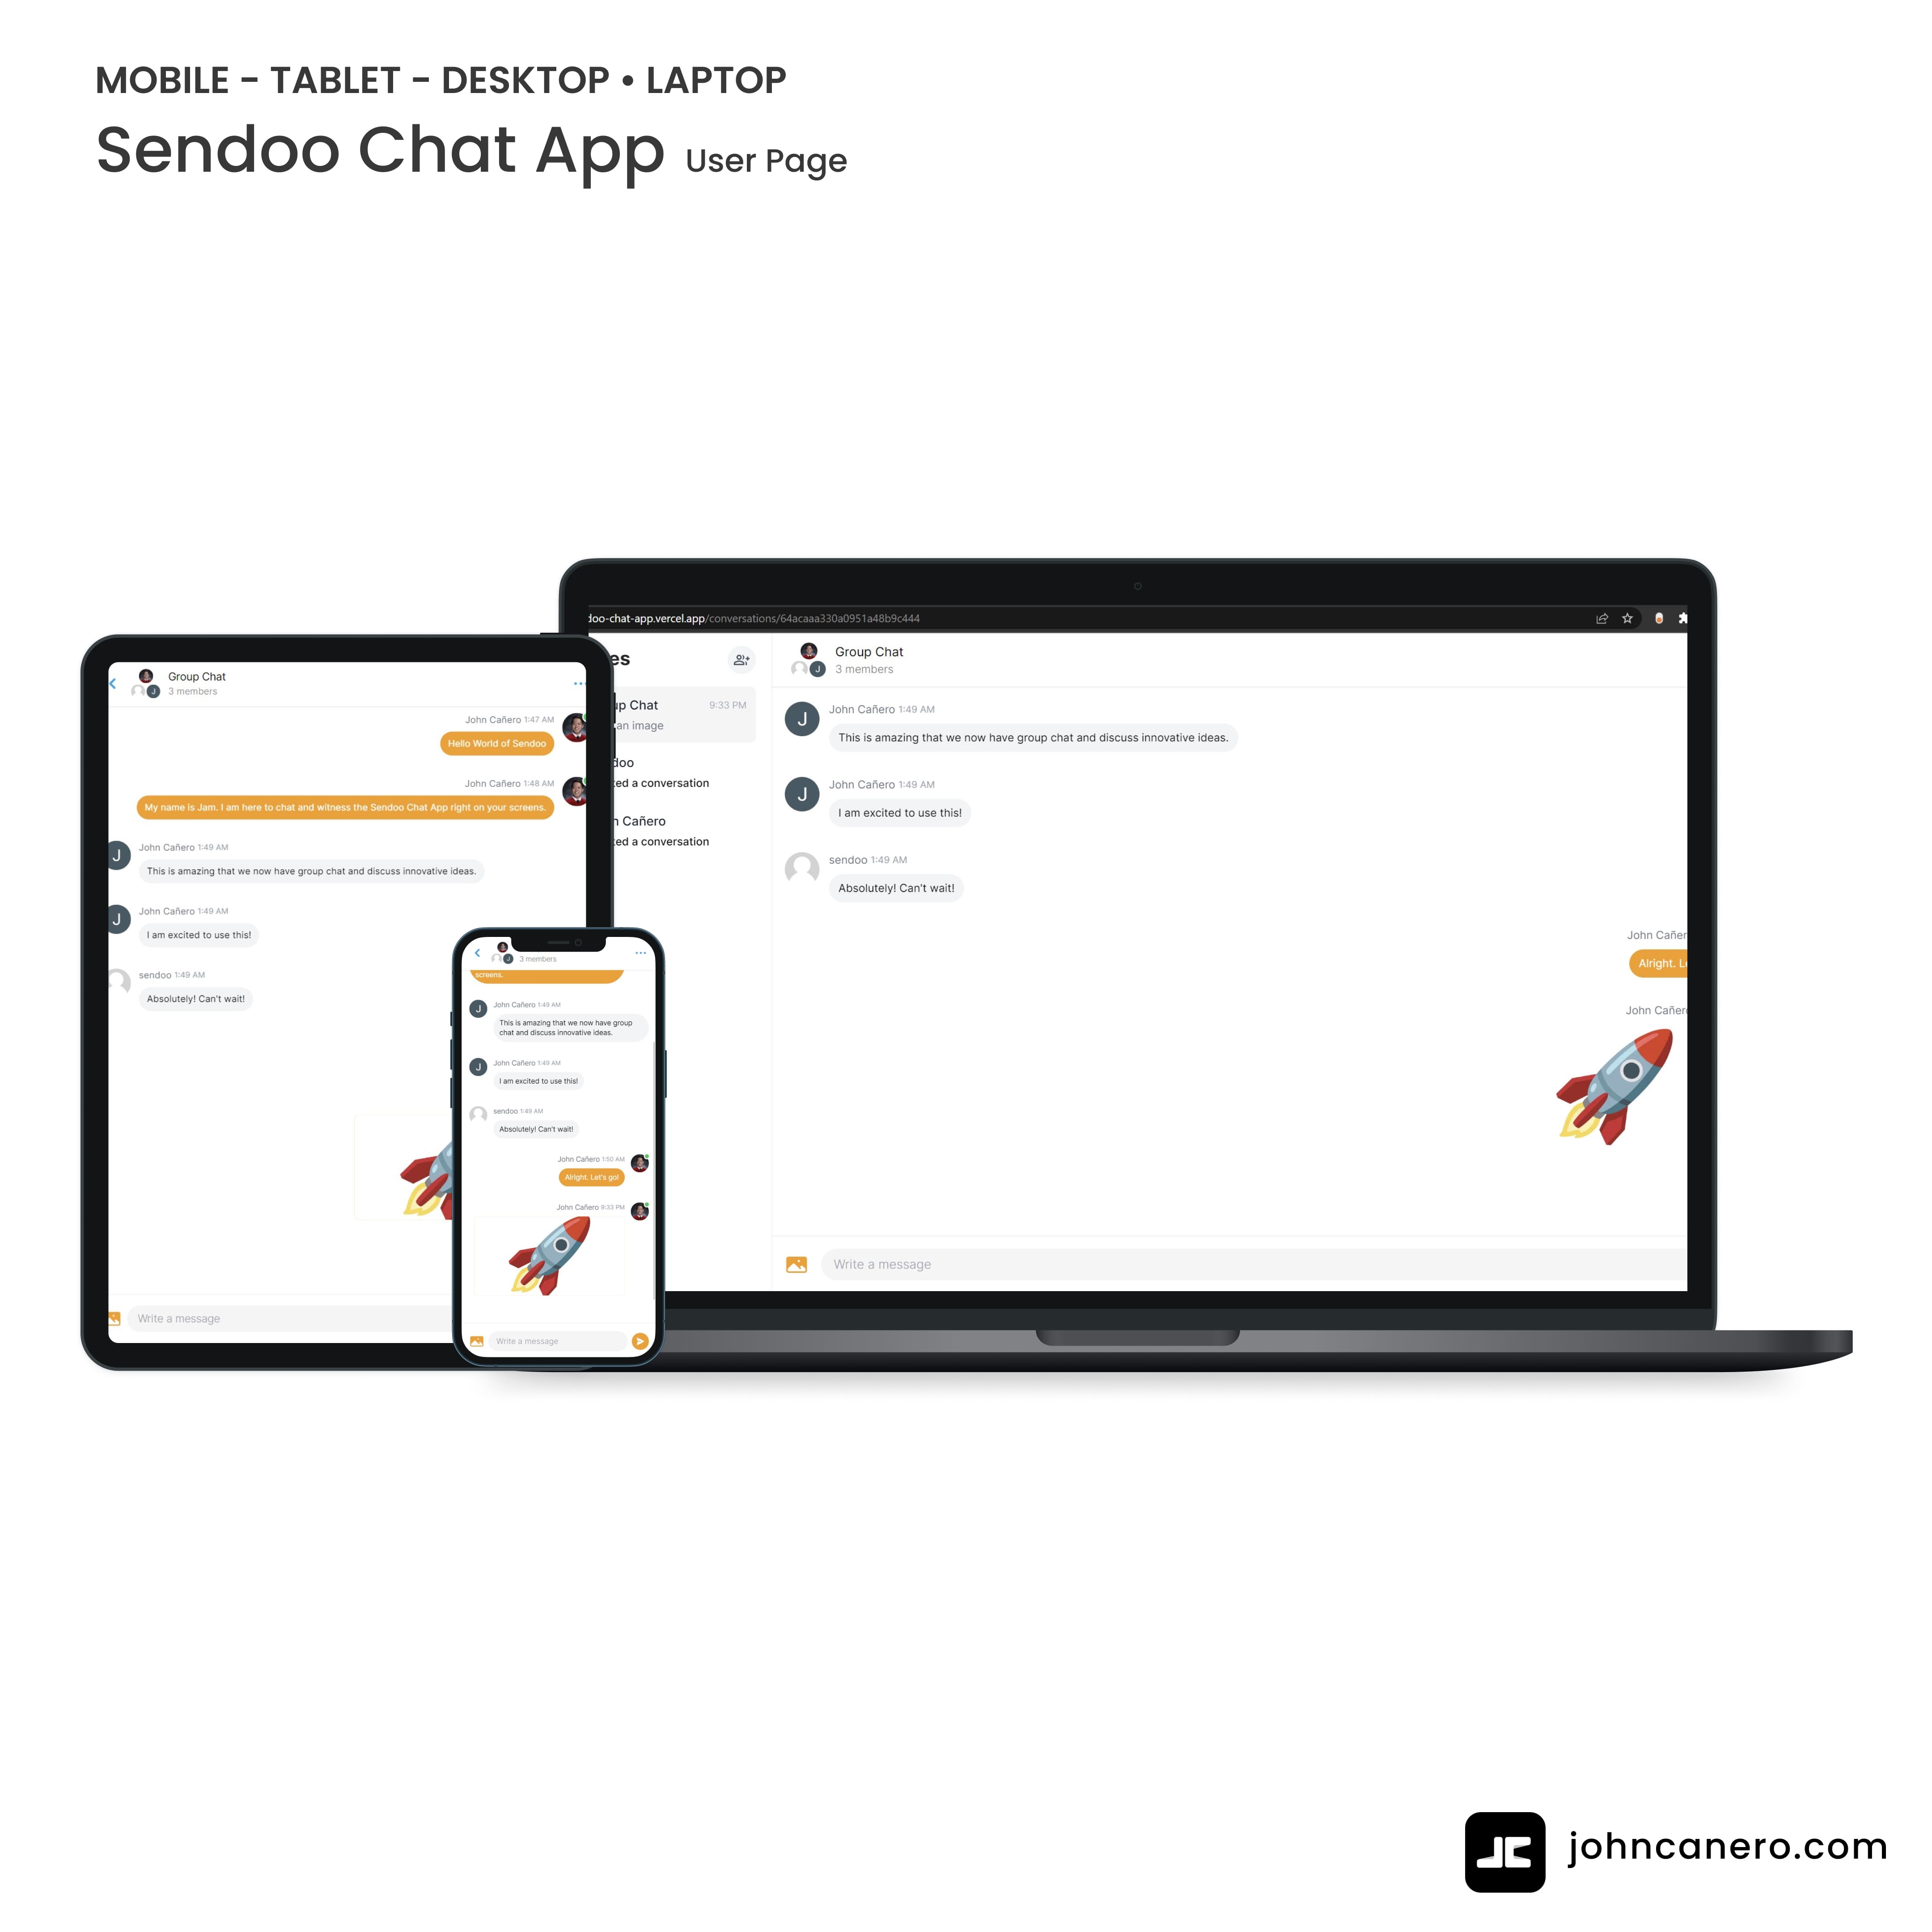 MOBILE - TABLET - DESKTOP • LAPTOP
Sendoo Chat App User Page
doo-chat-app.vercel.app/conversations/64acaaa330a0951a48b9c444
es
up Chat 9:33 PM
an image
doo
ted a conversation
n Cañero
ted a conversation
Group Chat
3 members
J
J
John Cañero 1:49 AM
This is amazing that we now have group chat and discuss innovative ideas.
J
John Cañero 1:49 AM
I am excited to use this!
sendoo 1:49 AM
Absolutely! Can't wait!
John Cañer
Alright. L
John Cañer
Write a message
Group Chat
3 members
J
John Cañero 1:47 AM
Hello World of Sendoo
John Cañero 1:48 AM
My name is Jam. I am here to chat and witness the Sendoo Chat App right on your screens.
J
John Cañero 1:49 AM
This is amazing that we now have group chat and discuss innovative ideas.
J
John Cañero 1:49 AM
I am excited to use this!
sendoo 1:49 AM
Absolutely! Can't wait!
Write a message
J
3 members
screens.
J
John Cañero 1:49 AM
This is amazing that we now have group
chat and discuss innovative ideas.
J
John Cañero 1:49 AM
I am excited to use this!
sendoo 1:49 AM
Absolutely! Can't wait!
John Cañero 1:50 AM
Alright. Let's go!
John Cañero 9:33 PM
Write a message
JC
johncanero.com